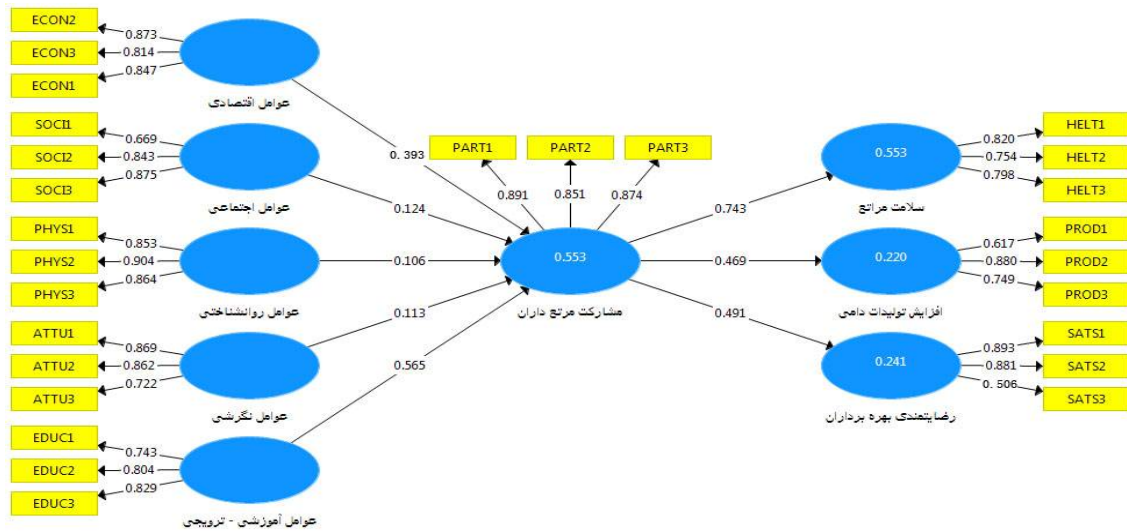 ECON2
0.873
ECON3
0.814
ECON1
0.847
عوامل اقتصادی
0. 393
SOCI1
0.669
SOCI2
0.843
SOCI3
0.875
عوامل اجتماعی
0.124
PHYS1
0.853
PHYS2
0.904
PHYS3
0.864
عوامل روانشناختی
0.106
ATTU1
0.869
ATTU2
0.862
ATTU3
0.722
عوامل نگرشی
0.113
EDUC1
0.743
EDUC2
0.804
EDUC3
0.829
عوامل آموزشی - ترویجی
0.565
PART1
PART2
PART3
0.891
0.851
0.874
0.553
مشارکت مرتع داران
0.743
0.469
0.491
0.553
سلامت مراتع
0.820
HELT1
0.754
HELT2
0.798
HELT3
0.220
افزایش تولیدات دامی
0.617
PROD1
0.880
PROD2
0.749
PROD3
0.241
رضایتمندی بهره برداران
0.893
SATS1
0.881
SATS2
0. 506
SATS3